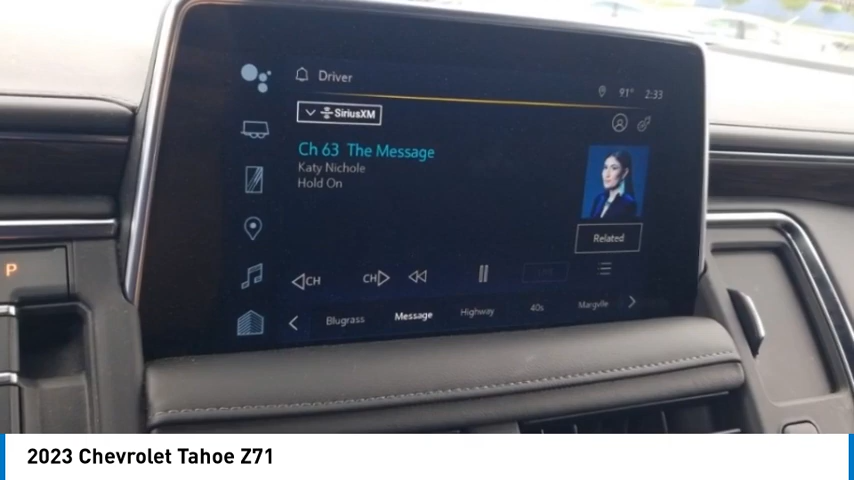 Driver
91° 2:33
SiriusXM
Ch 63 The Message
Katy Nichole
Hold On
Related
P
CH CH
Blugrass Message Highway 40s Margvlle
2023 Chevrolet Tahoe Z71